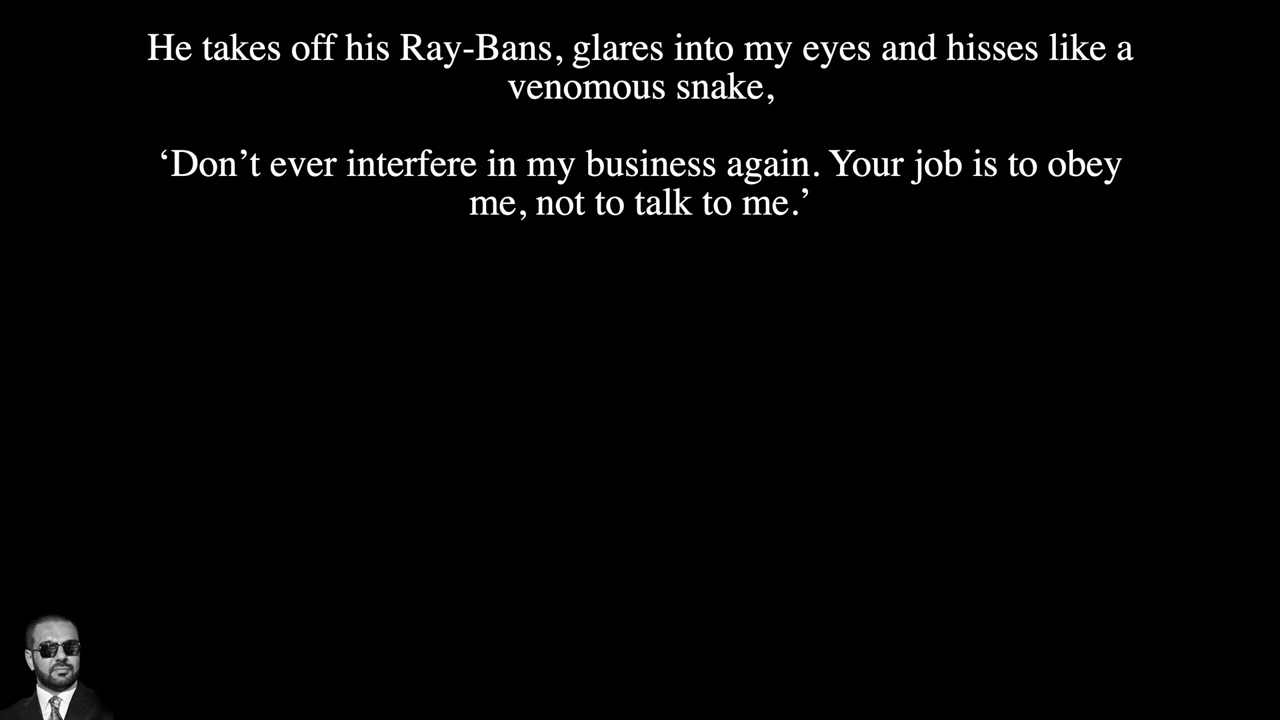 He takes off his Ray-Bans, glares into my eyes and hisses like a
venomous snake,
‘Don’t ever interfere in my business again. Your job is to obey
me, not to talk to me.’